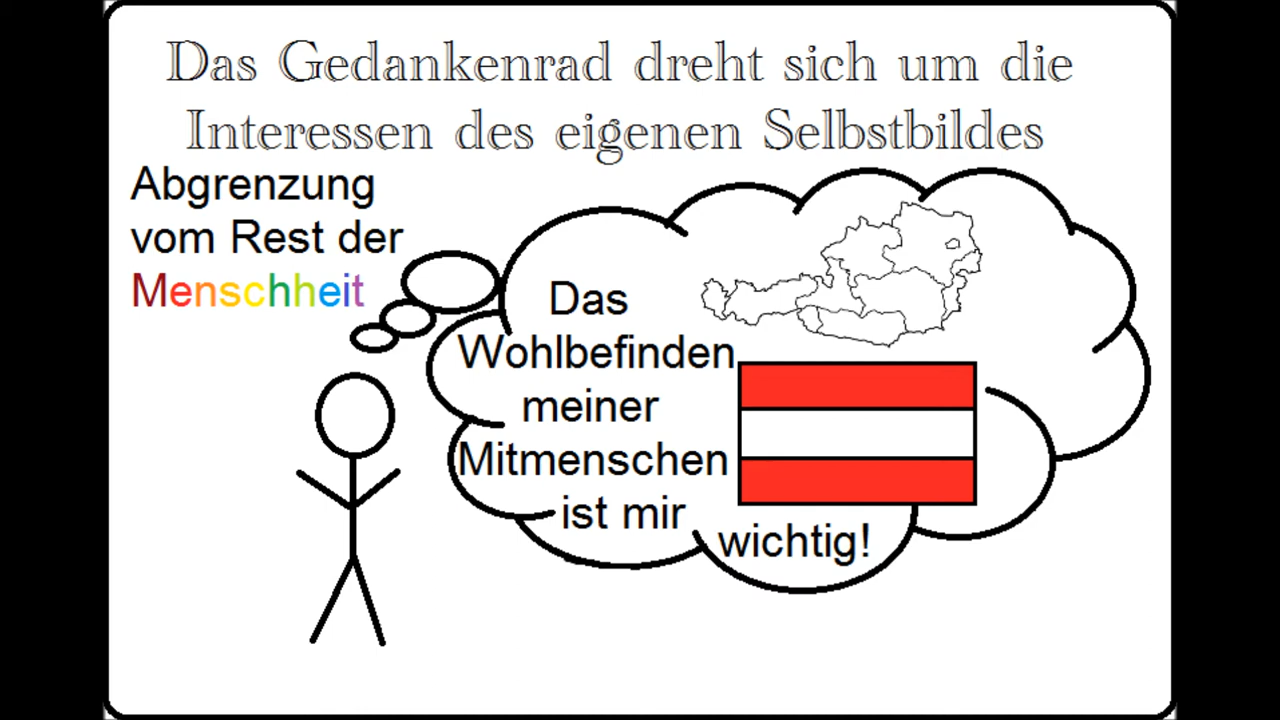 Das Gedankenrad dreht sich um die
Interessen des eigenen Selbstbildes
Abgrenzung
vom Rest der
Menschheit
Das
Wohlbefinden
meiner
Mitmenschen
ist mir
wichtig!